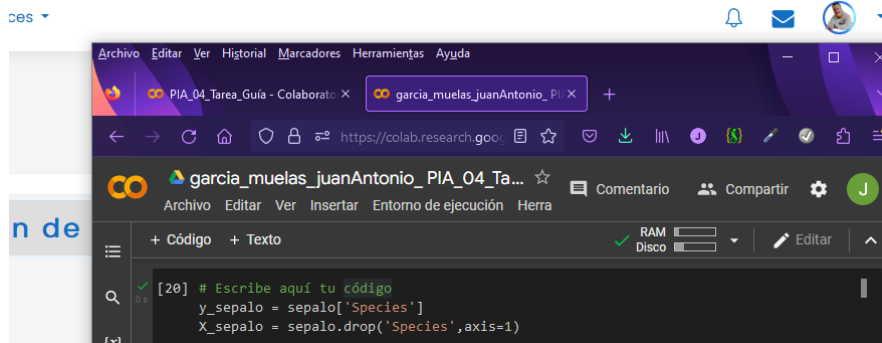 ces
Archivo Editar Ver Historial Marcadores Herramientas Ayuda
PIA_04_Tarea_Guía - Colaborato
garcia_muelas_juanAntonio_ PI
https://colab.research.goo
garcia_muelas_juanAntonio_ PIA_04_Ta...
Comentario
Compartir
J
Archivo Editar Ver Insertar Entorno de ejecución Herra
n de
+ Código + Texto
RAM
Disco
Editar
[20] # Escribe aquí tu código
0 s
y_sepalo = sepalo['Species']
X_sepalo = sepalo.drop('Species',axis=1)